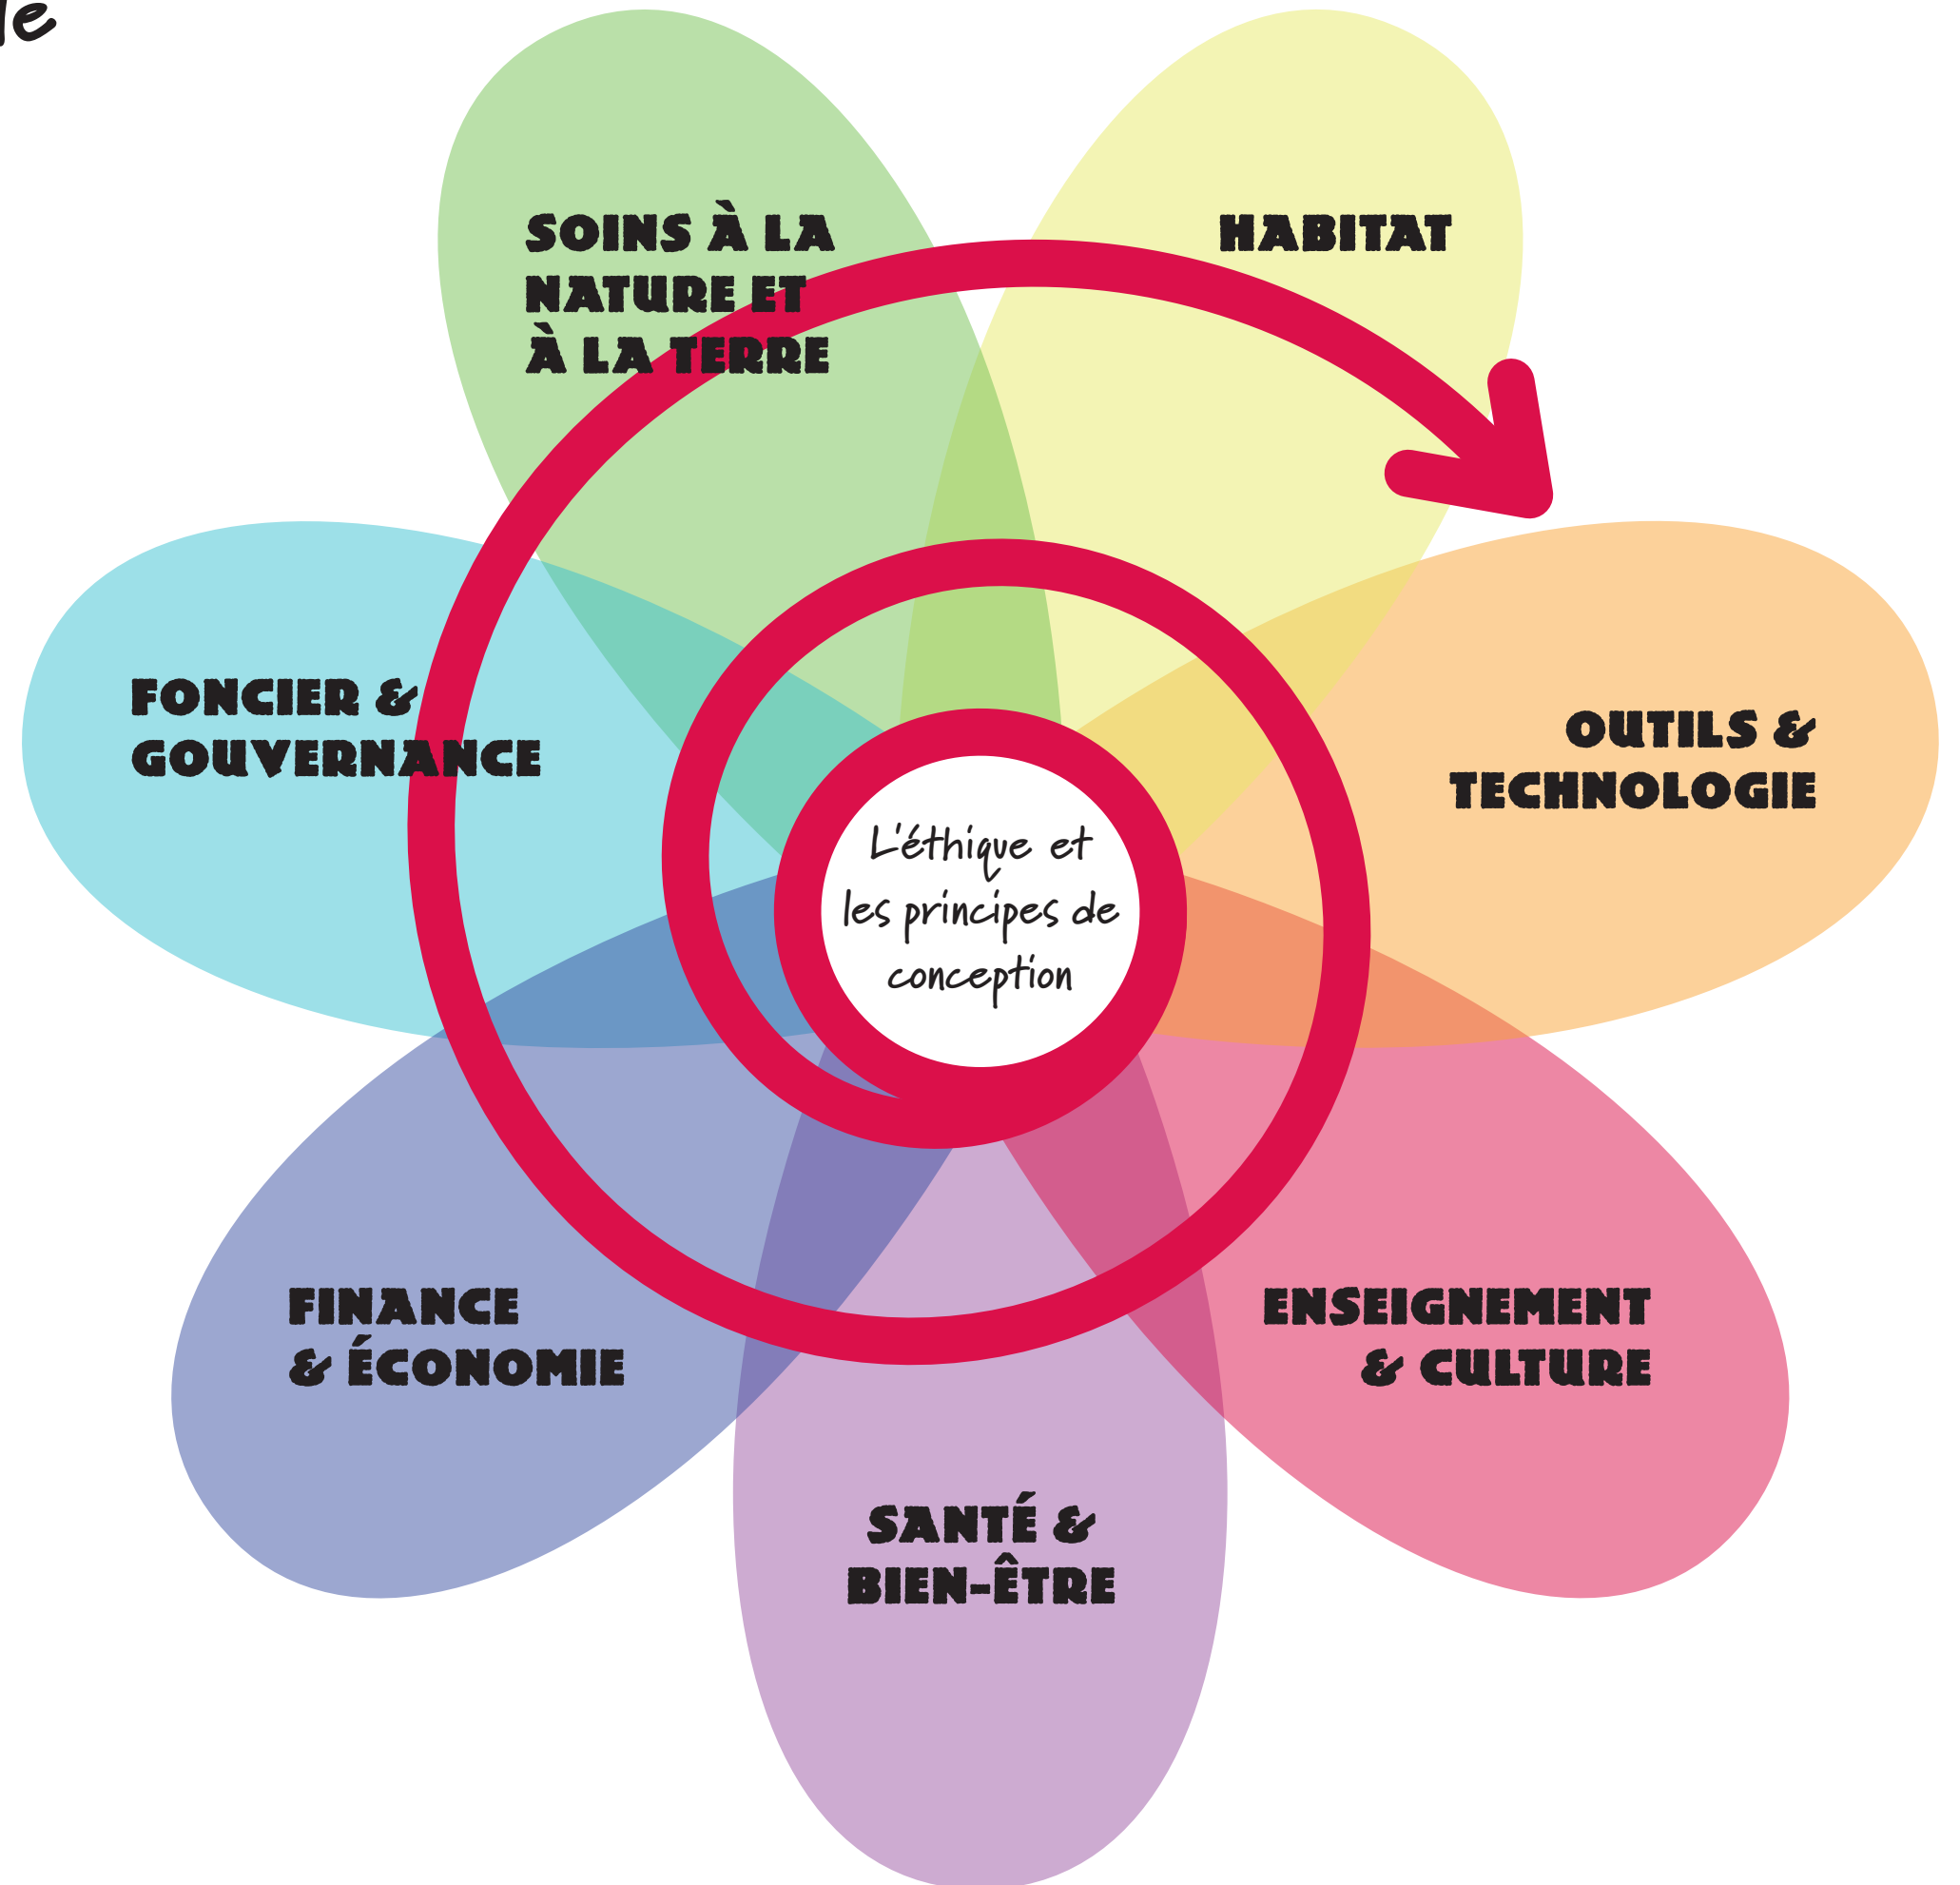 SOINS À LA
NATURE ET
À LA TERRE
HABITAT
FONCIER &
GOUVERNANCE
OUTILS &
TECHNOLOGIE
L'éthique et
les principes de
conception
FINANCE
& ÉCONOMIE
ENSEIGNEMENT
& CULTURE
SANTÉ &
BIEN-ÊTRE